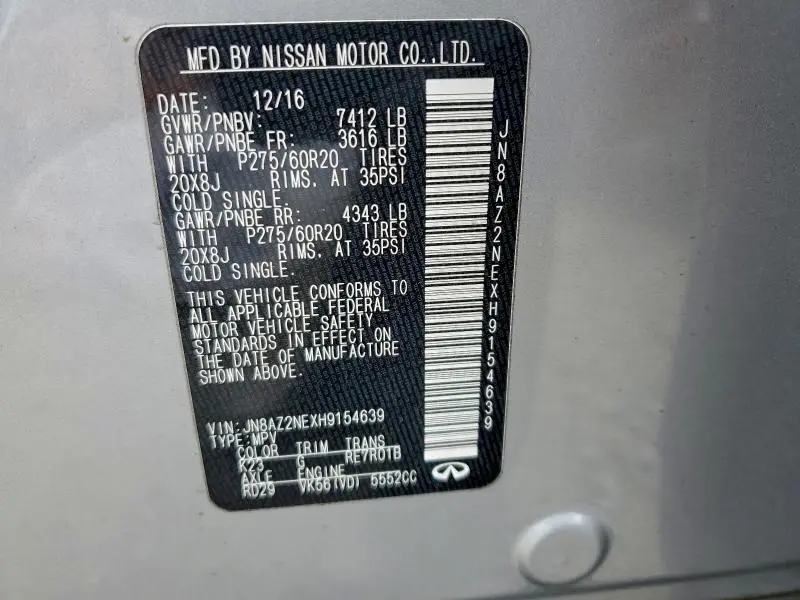 MFD BY NISSAN MOTOR CO.,LTD.
DATE: 12/16
GVWR/PNBV: 7412 LB
GAWR/PNBE FR: 3616 LB
WITH P275/60R20 TIRES
20X8J RIMS. AT 35PSI
COLD SINGLE.
GAWR/PNBE RR: 4343 LB
WITH P275/60R20 TIRES
20X8J RIMS. AT 35PSI
COLD SINGLE.
THIS VEHICLE CONFORMS TO
ALL APPLICABLE FEDERAL
MOTOR VEHICLE SAFETY
STANDARDS IN EFFECT ON
THE DATE OF MANUFACTURE
SHOWN ABOVE.
VIN:JN8AZ2NEXH9154639
TYPE:MPV
COLOR TRIM TRANS
K23 G RE7R01B
AXLE ENGINE
RD29 VK56(VD) 5552CC
JN8AZ2NEXH9154639